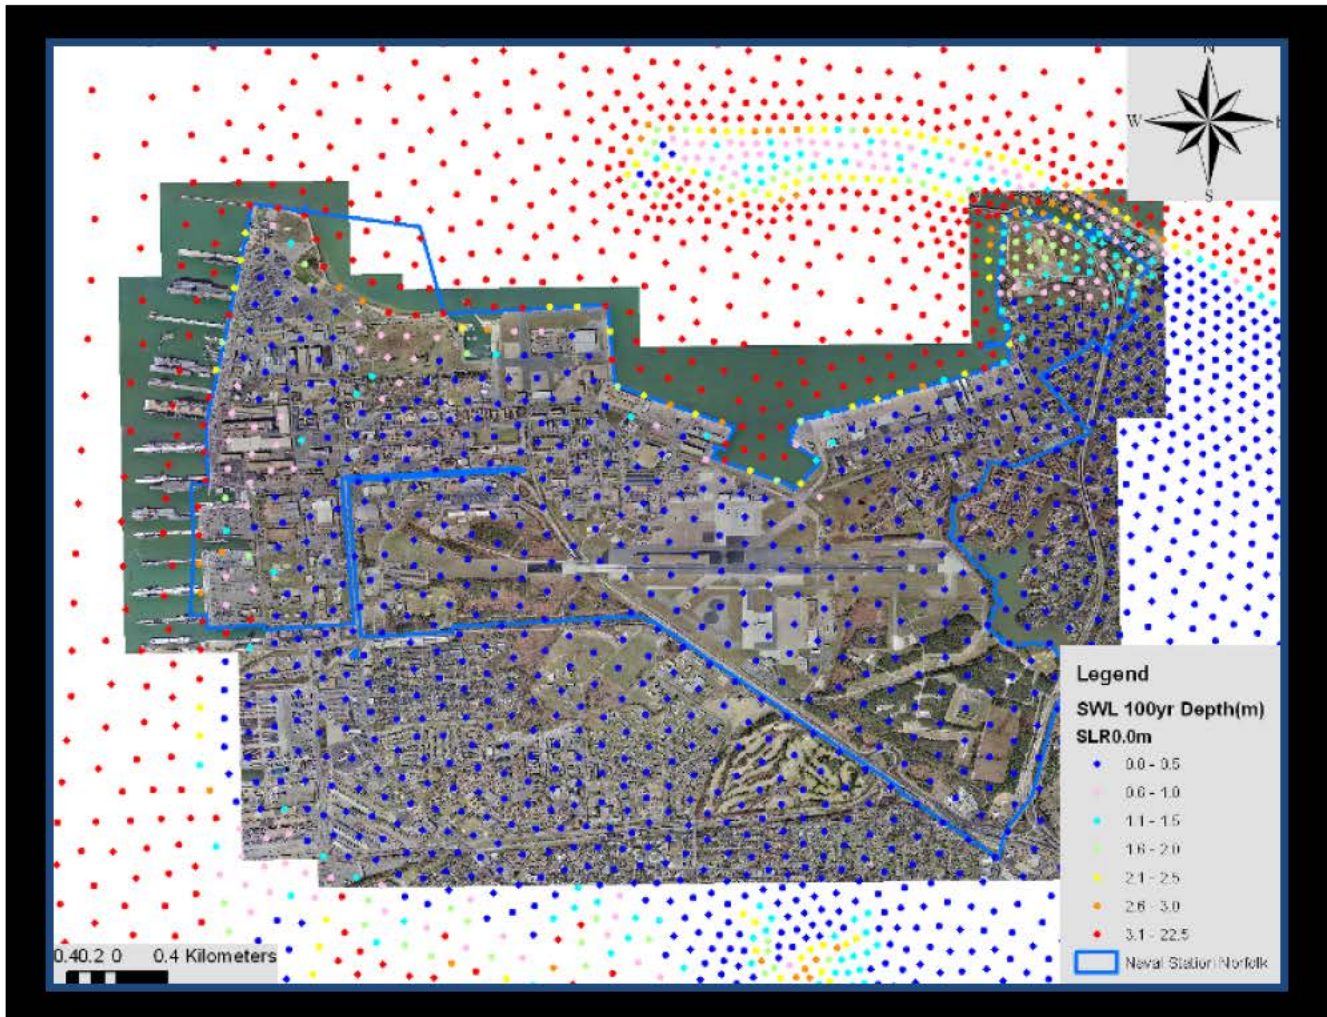 N
W
S
Legend
SWL 100yr Depth(m)
SLR0.0m
0.0 - 0.5
0.6 - 1.0
1.1 - 1.5
1.6 - 2.0
2.1 - 2.5
2.6 - 3.0
3.1 - 22.5
Naval Station Norfolk
0.40.2 0 0.4 Kilometers